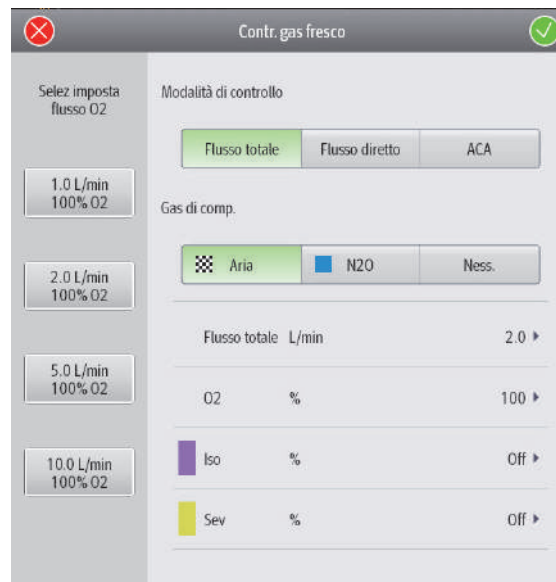 Contr. gas fresco
Selez imposta
flusso O2
1.0 L/min
100% O2
2.0 L/min
100% O2
5.0 L/min
100% O2
10.0 L/min
100% O2
Modalità di controllo
Flusso totale Flusso diretto ACA
Gas di comp.
Aria N2O Ness.
Flusso totale L/min 2.0
O2 % 100
Iso % Off
Sev % Off